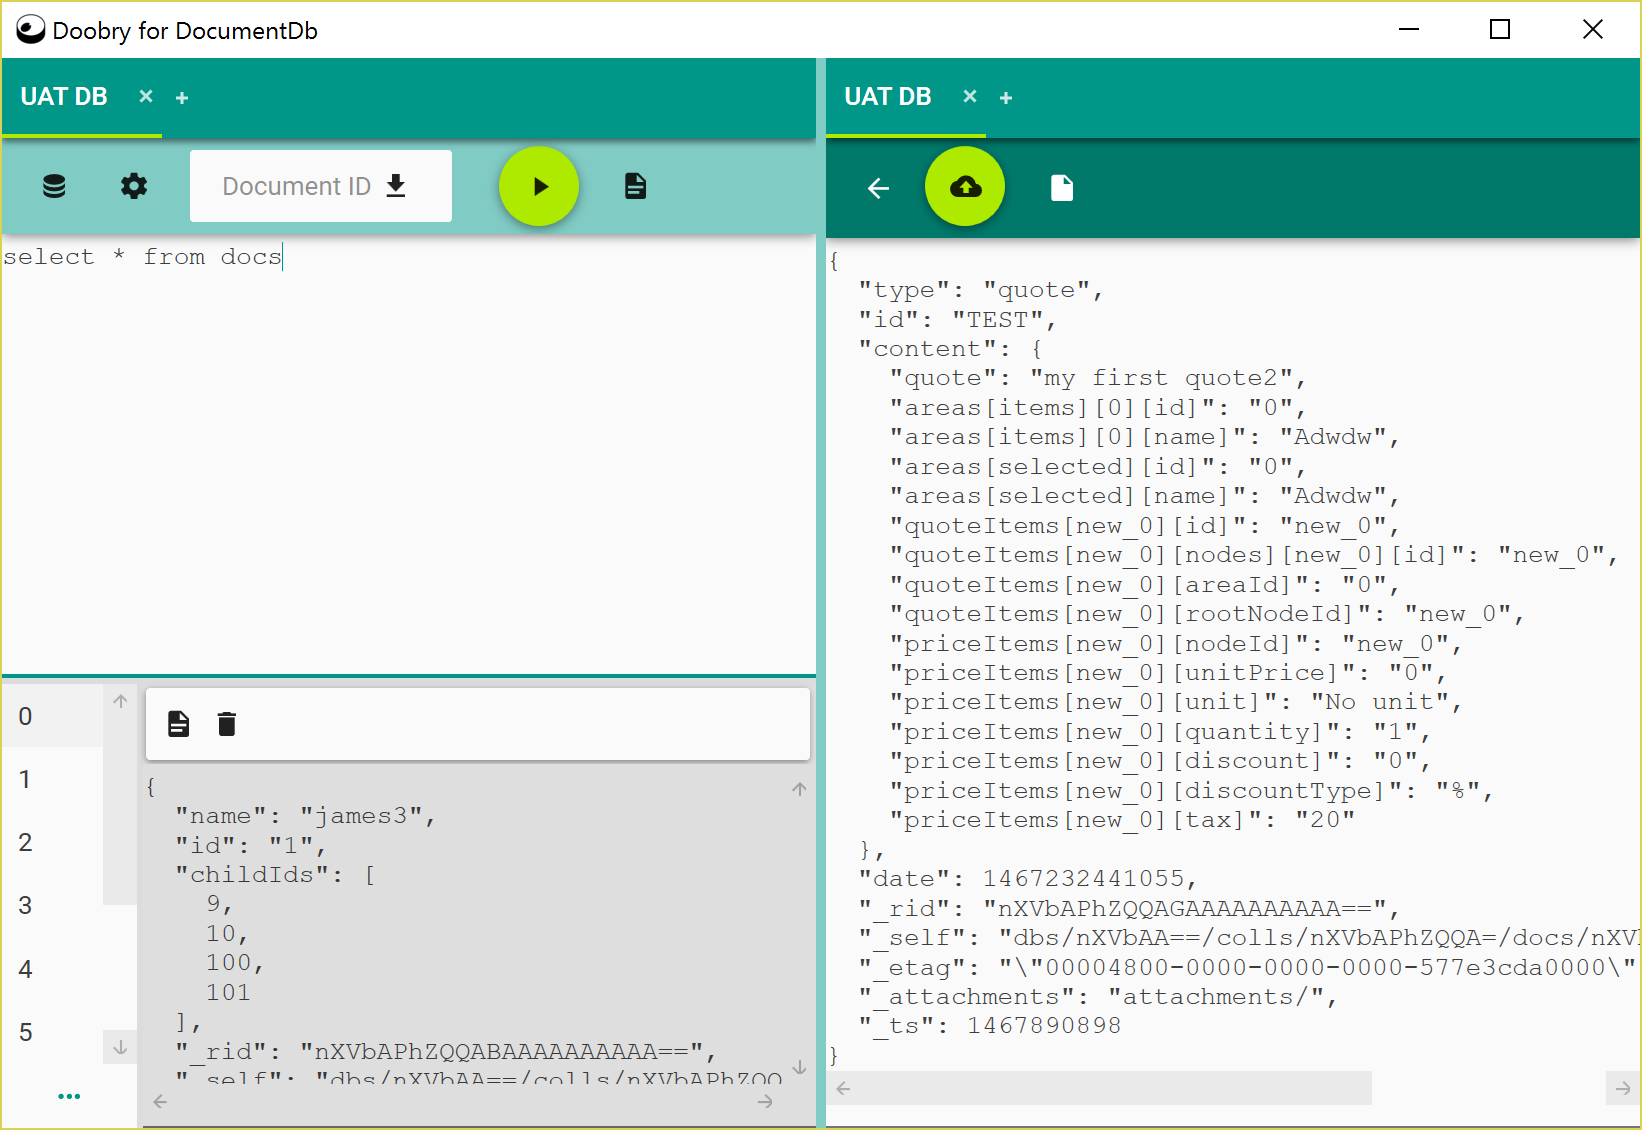 Doobry for DocumentDb
UAT DB × +
Document ID
select * from docs
0
1
2
3
4
5
...
{
  "name": "james3",
  "id": "1",
  "childIds": [
    9,
    10,
    100,
    101
  ],
  "_rid": "nXVbAPhZQQABAAAAAAAAAA==",
  "_self": "dbs/nXVbAA==/colls/nXVbAPhZQQ
UAT DB × +
{
  "type": "quote",
  "id": "TEST",
  "content": {
    "quote": "my first quote2",
    "areas[items][0][id]": "0",
    "areas[items][0][name]": "Adwdw",
    "areas[selected][id]": "0",
    "areas[selected][name]": "Adwdw",
    "quoteItems[new_0][id]": "new_0",
    "quoteItems[new_0][nodes][new_0][id]": "new_0",
    "quoteItems[new_0][areaId]": "0",
    "quoteItems[new_0][rootNodeId]": "new_0",
    "priceItems[new_0][nodeId]": "new_0",
    "priceItems[new_0][unitPrice]": "0",
    "priceItems[new_0][unit]": "No unit",
    "priceItems[new_0][quantity]": "1",
    "priceItems[new_0][discount]": "0",
    "priceItems[new_0][discountType]": "%",
    "priceItems[new_0][tax]": "20"
  },
  "date": 1467232441055,
  "_rid": "nXVbAPhZQQAGAAAAAAAAAA==",
  "_self": "dbs/nXVbAA==/colls/nXVbAPhZQQA=/docs/nXV
  "_etag": "\"00004800-0000-0000-0000-577e3cda0000\"
  "_attachments": "attachments/",
  "_ts": 1467890898
}